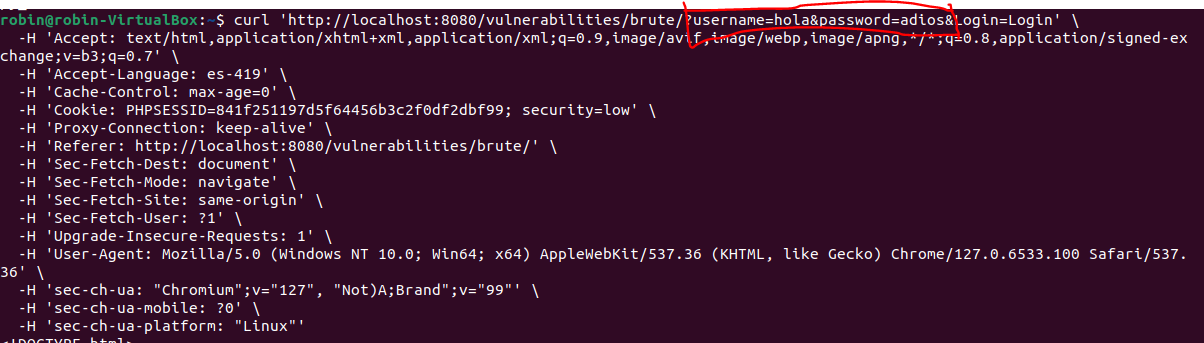 robin@robin-VirtualBox:~$ curl 'http://localhost:8080/vulnerabilities/brute/?username=hola&password=adios&Login=Login' \
  -H 'Accept: text/html,application/xhtml+xml,application/xml;q=0.9,image/avif,image/webp,image/apng,*/*;q=0.8,application/signed-ex
change;v=b3;q=0.7' \
  -H 'Accept-Language: es-419' \
  -H 'Cache-Control: max-age=0' \
  -H 'Cookie: PHPSESSID=841f251197d5f64456b3c2f0df2dbf99; security=low' \
  -H 'Proxy-Connection: keep-alive' \
  -H 'Referer: http://localhost:8080/vulnerabilities/brute/' \
  -H 'Sec-Fetch-Dest: document' \
  -H 'Sec-Fetch-Mode: navigate' \
  -H 'Sec-Fetch-Site: same-origin' \
  -H 'Sec-Fetch-User: ?1' \
  -H 'Upgrade-Insecure-Requests: 1' \
  -H 'User-Agent: Mozilla/5.0 (Windows NT 10.0; Win64; x64) AppleWebKit/537.36 (KHTML, like Gecko) Chrome/127.0.6533.100 Safari/537.
36' \
  -H 'sec-ch-ua: "Chromium";v="127", "Not)A;Brand";v="99"' \
  -H 'sec-ch-ua-mobile: ?0' \
  -H 'sec-ch-ua-platform: "Linux"'
<!DOCTYPE html>